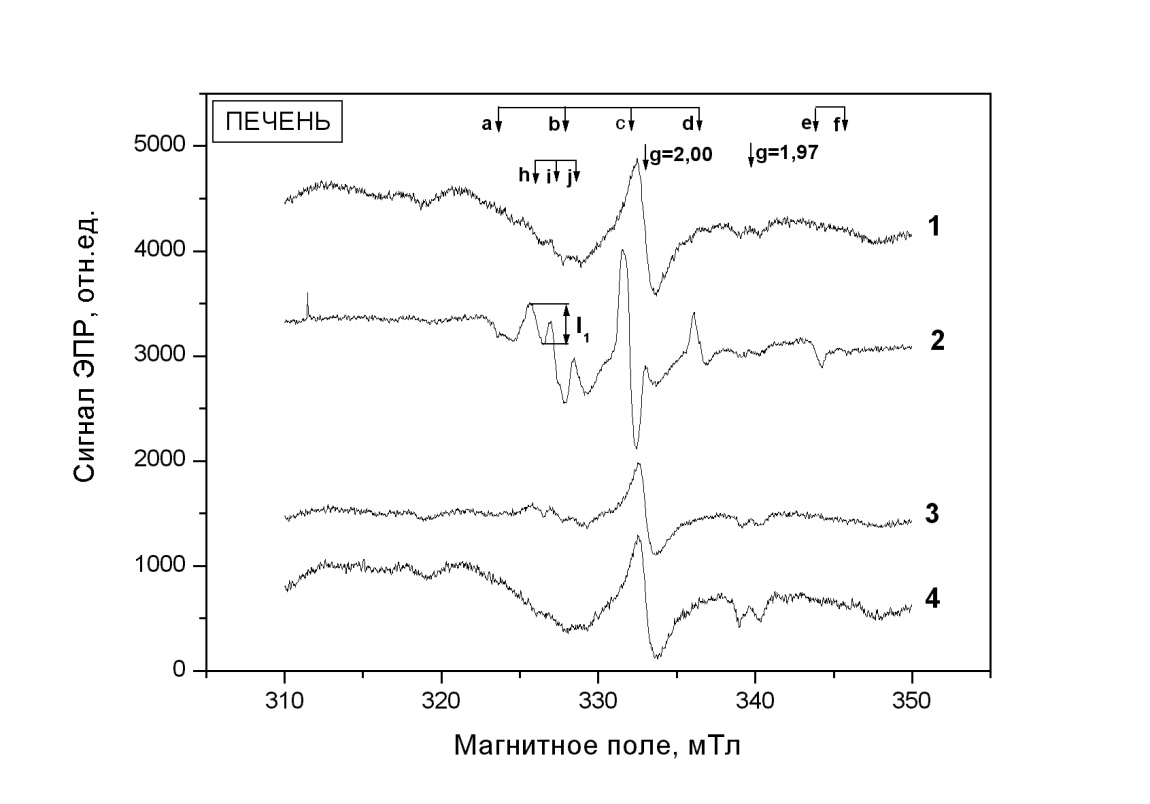 ПЕЧЕНЬ
a b c d e f
g=2,00 g=1,97
h i j
5000
4000
3000
2000
1000
0
1
I1
2
3
4
310 320 330 340 350
Магнитное поле, мТл
Сигнал ЭПР, отн.ед.